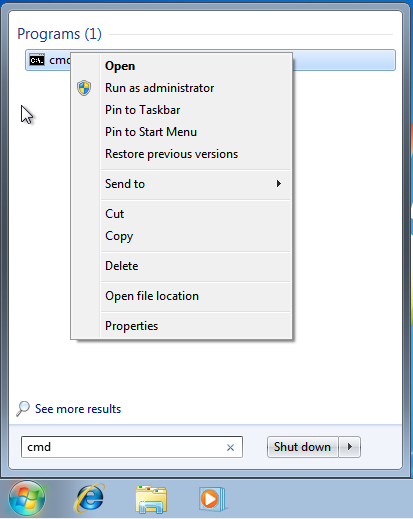 Programs (1)
cmd
Open
Run as administrator
Pin to Taskbar
Pin to Start Menu
Restore previous versions
Send to
Cut
Copy
Delete
Open file location
Properties
See more results
cmd
Shut down